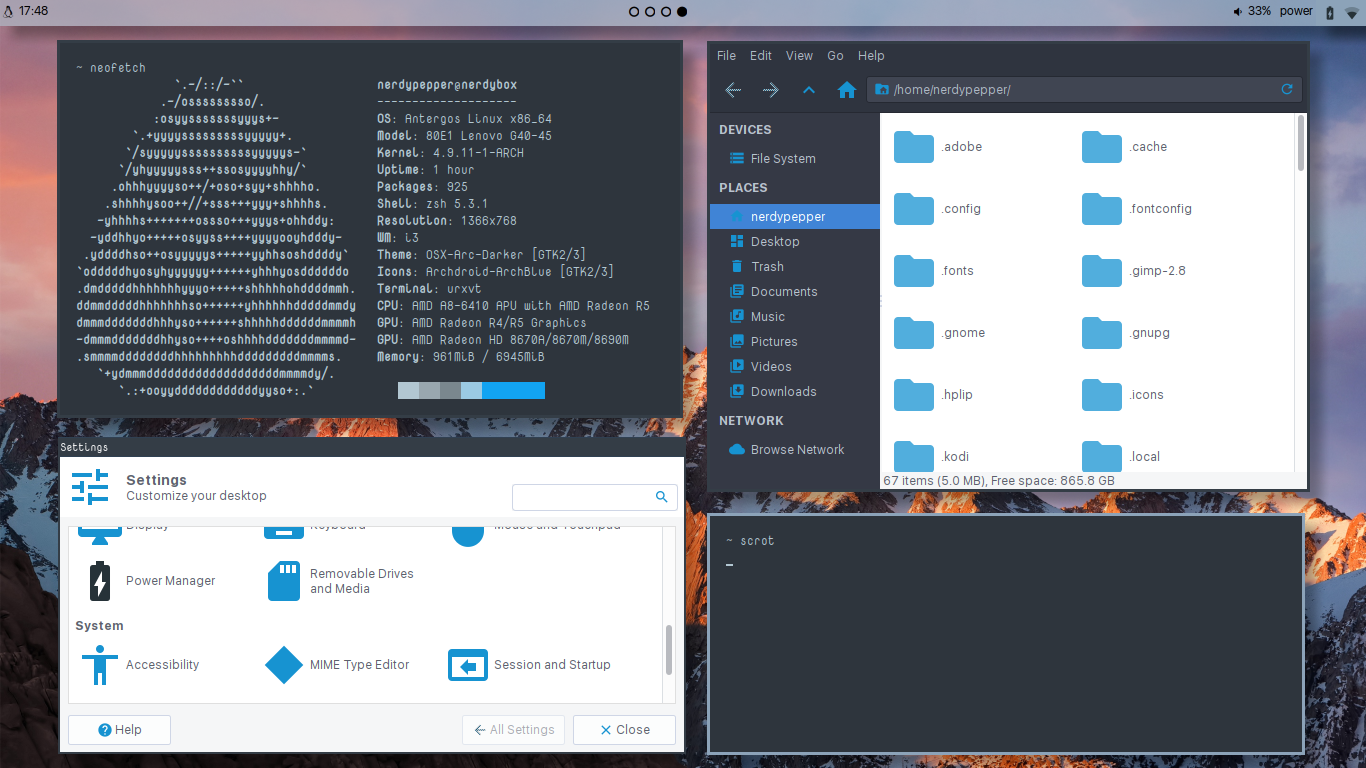 17:48
33% power
~ neofetch
`.-/::/-``
.-/osssssssso/.
:osyysssssssyyys+-
`.+yyyysssssssssyyyyy+.
`/syyyyyssssssssssyyyyyys-`
`/yhyyyyysss++ssosyyyyhhy/`
.ohhhyyyyso++/+oso+syy+shhhho.
.shhhhysoo++//+sss+++yyy+shhhhs.
-yhhhhs+++++++ossso+++yyys+ohhddy:
-yddhhyo+++++osyyss++++yyyyooyhdddy-
.yddddhso++osyyyyys+++++yyhhsoshddddy`
`odddddhyosyhyyyyyy++++++yhhhyosddddddo
.dmdddddhhhhhhhyyyo+++++shhhhhohddddmmh.
ddmmdddddhhhhhhhso++++++yhhhhhhdddddmmdy
dmmmdddddddhhhyso++++++shhhhhddddddmmmmh
-dmmmdddddddhhyso++++oshhhhdddddddmmmmd-
.smmmmddddddddhhhhhhhhhhdddddddddmmmms.
`+ydmmmdddddddddddddddddddmmmmdy/.
`.:+ooyyddddddddddddyyso+:.`
nerdypepper@nerdybox
--------------------
OS: Antergos Linux x86_64
Model: 80E1 Lenovo G40-45
Kernel: 4.9.11-1-ARCH
Uptime: 1 hour
Packages: 925
Shell: zsh 5.3.1
Resolution: 1366x768
WM: i3
Theme: OSX-Arc-Darker [GTK2/3]
Icons: Archdroid-ArchBlue [GTK2/3]
Terminal: urxvt
CPU: AMD A8-6410 APU with AMD Radeon R5
GPU: AMD Radeon R4/R5 Graphics
GPU: AMD Radeon HD 8670A/8670M/8690M
Memory: 961MiB / 6945MiB
File Edit View Go Help
/home/nerdypepper/
DEVICES
File System
PLACES
nerdypepper
Desktop
Trash
Documents
Music
Pictures
Videos
Downloads
NETWORK
Browse Network
.adobe .cache
.config .fontconfig
.fonts .gimp-2.8
.gnome .gnupg
.hplip .icons
.kodi .local
67 items (5.0 MB), Free space: 865.8 GB
Settings
Settings
Customize your desktop
Display Keyboard Mouse and Touchpad
Power Manager Removable Drives
and Media
System
Accessibility MIME Type Editor Session and Startup
Help All Settings Close
~ scrot